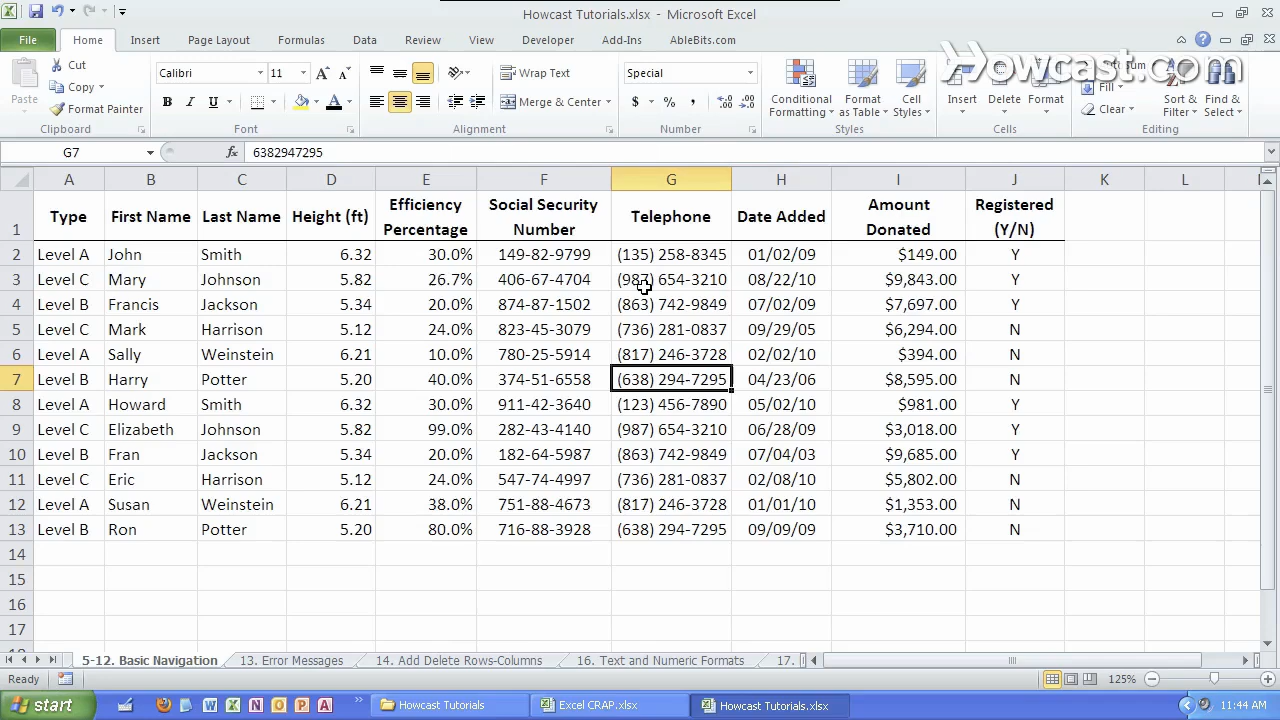 Howcast Tutorials.xlsx - Microsoft Excel
File Home Insert Page Layout Formulas Data Review View Developer Add-Ins AbleBits.com
Howcast.com
Paste
Cut
Copy
Format Painter
Clipboard
Calibri 11
B I U A
Font
Wrap Text
Merge & Center
Alignment
Special
$ % ,
Number
Conditional Formatting
Format as Table
Cell Styles
Styles
Insert Delete Format
Cells
Fill
Clear
Sort & Filter
Find & Select
Editing
G7 fx 6382947295
A B C D E F G H I J K L
1 Type First Name Last Name Height (ft) Efficiency Percentage Social Security Number Telephone Date Added Amount Donated Registered (Y/N)
2 Level A John Smith 6.32 30.0% 149-82-9799 (135) 258-8345 01/02/09 $149.00 Y
3 Level C Mary Johnson 5.82 26.7% 406-67-4704 (987) 654-3210 08/22/10 $9,843.00 Y
4 Level B Francis Jackson 5.34 20.0% 874-87-1502 (863) 742-9849 07/02/09 $7,697.00 Y
5 Level C Mark Harrison 5.12 24.0% 823-45-3079 (736) 281-0837 09/29/05 $6,294.00 N
6 Level A Sally Weinstein 6.21 10.0% 780-25-5914 (817) 246-3728 02/02/10 $394.00 N
7 Level B Harry Potter 5.20 40.0% 374-51-6558 (638) 294-7295 04/23/06 $8,595.00 N
8 Level A Howard Smith 6.32 30.0% 911-42-3640 (123) 456-7890 05/02/10 $981.00 Y
9 Level C Elizabeth Johnson 5.82 99.0% 282-43-4140 (987) 654-3210 06/28/09 $3,018.00 Y
10 Level B Fran Jackson 5.34 20.0% 182-64-5987 (863) 742-9849 07/04/03 $9,685.00 Y
11 Level C Eric Harrison 5.12 24.0% 547-74-4997 (736) 281-0837 02/08/10 $5,802.00 N
12 Level A Susan Weinstein 6.21 38.0% 751-88-4673 (817) 246-3728 01/01/10 $1,353.00 N
13 Level B Ron Potter 5.20 80.0% 716-88-3928 (638) 294-7295 09/09/09 $3,710.00 N
14
15
16
17
5-12. Basic Navigation 13. Error Messages 14. Add Delete Rows-Columns 16. Text and Numeric Formats 17.
Ready 125%
start Howcast Tutorials Excel CRAP.xlsx Howcast Tutorials.xlsx 11:44 AM